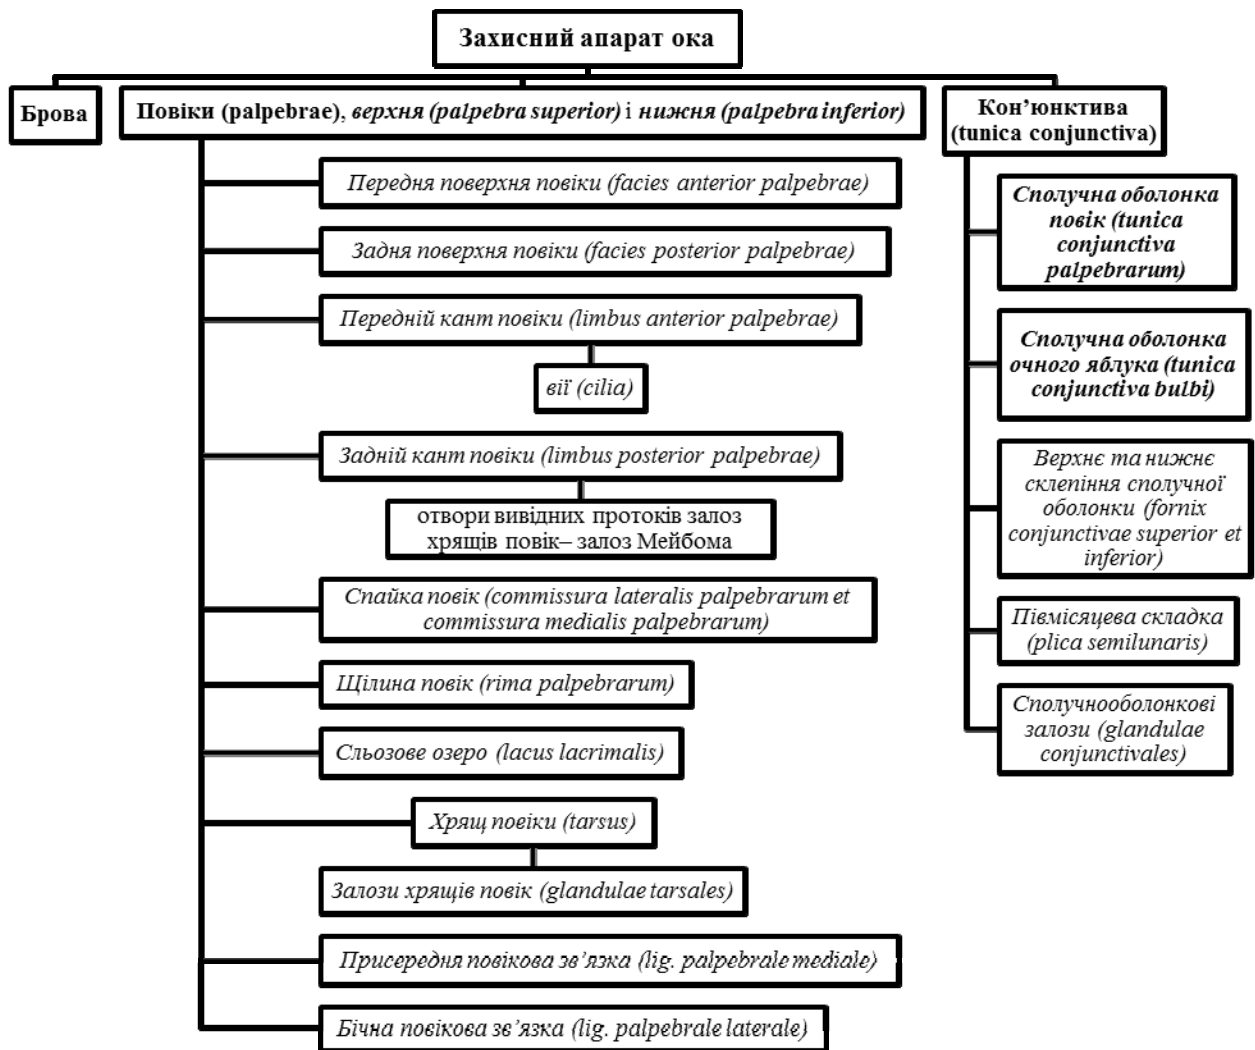 Захисний апарат ока
Брова
Повіки (palpebrae), верхня (palpebra superior) і нижня (palpebra inferior)
Передня поверхня повіки (facies anterior palpebrae)
Задня поверхня повіки (facies posterior palpebrae)
Передній кант повіки (limbus anterior palpebrae)
вії (cilia)
Задній кант повіки (limbus posterior palpebrae)
отвори вивідних протоків залоз
хрящів повік– залоз Мейбома
Спайка повік (commissura lateralis palpebrarum et
commissura medialis palpebrarum)
Щілина повік (rima palpebrarum)
Сльозове озеро (lacus lacrimalis)
Хрящ повіки (tarsus)
Залози хрящів повік (glandulae tarsales)
Присередня повікова зв’язка (lig. palpebrale mediale)
Бічна повікова зв’язка (lig. palpebrale laterale)
Кон’юнктива
(tunica conjunctiva)
Сполучна оболонка
повік (tunica
conjunctiva
palpebrarum)
Сполучна оболонка
очного яблука (tunica
conjunctiva bulbi)
Верхнє та нижнє
склепіння сполучної
оболонки (fornix
conjunctivae superior et
inferior)
Півмісяцева складка
(plica semilunaris)
Сполучнооболонкові
залози (glandulae
conjunctivales)